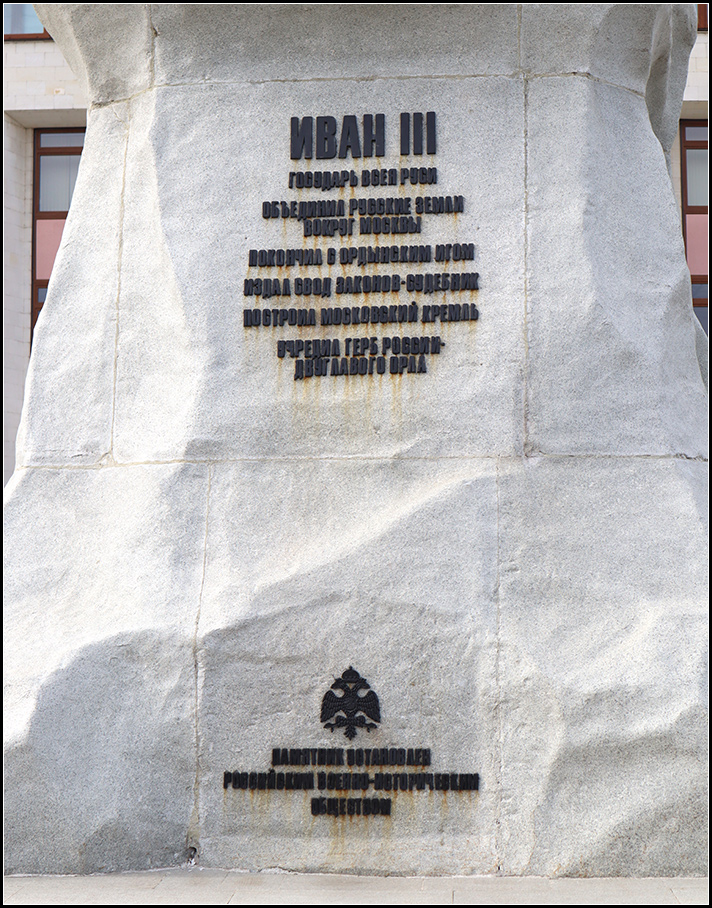 ИВАН III
ГОСУДАРЬ ВСЕЯ РУСИ
ОБЪЕДИНИЛ РУССКИЕ ЗЕМЛИ
ВОКРУГ МОСКВЫ
ПОКОНЧИЛ С ОРДЫНСКИМ ИГОМ
ИЗДАЛ СВОД ЗАКОНОВ-СУДЕБНИК
ПОСТРОИЛ МОСКОВСКИЙ КРЕМЛЬ
УЧРЕДИЛ ГЕРБ РОССИИ-
ДВУГЛАВОГО ОРЛА
ПАМЯТНИК УСТАНОВЛЕН
РОССИЙСКИМ ВОЕННО-ИСТОРИЧЕСКИМ
ОБЩЕСТВОМ